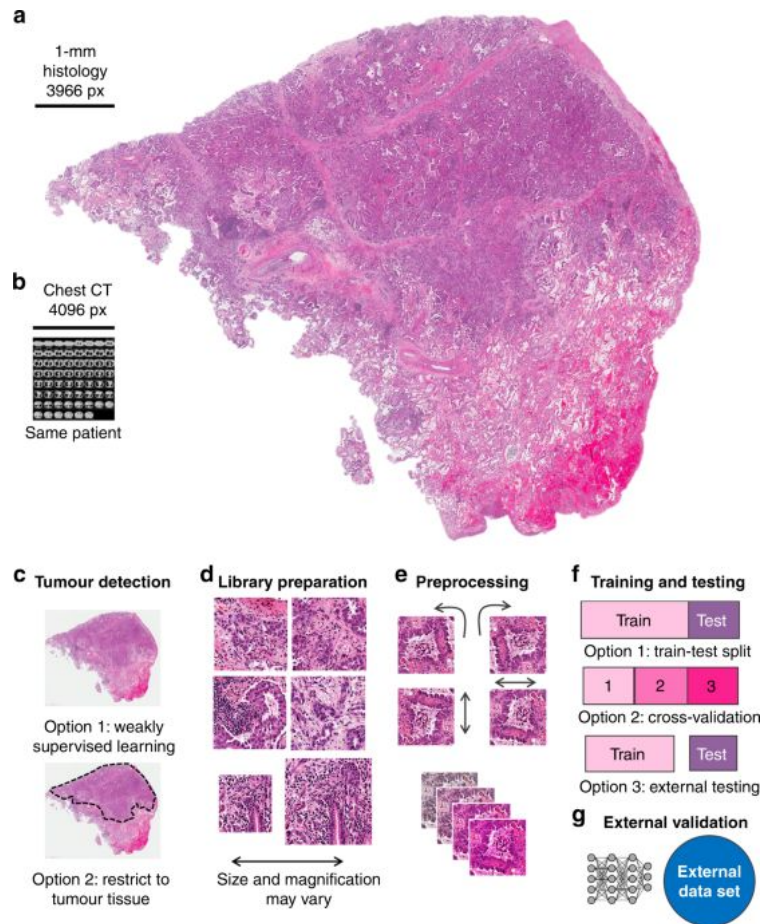 a
1-mm
histology
3966 px
b
Chest CT
4096 px
Same patient
c Tumour detection
Option 1: weakly
supervised learning
Option 2: restrict to
tumour tissue
d Library preparation
Size and magnification
may vary
e Preprocessing
f Training and testing
Train Test
Option 1: train-test split
1 2 3
Option 2: cross-validation
Train Test
Option 3: external testing
g External validation
External
data set